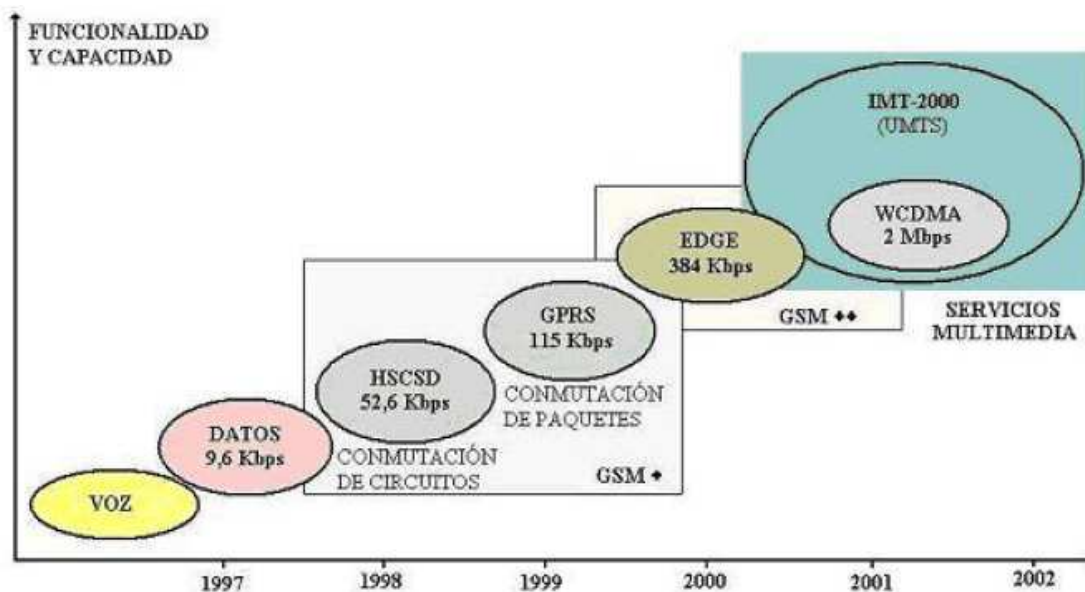 FUNCIONALIDAD
Y CAPACIDAD
IMT-2000
(UMTS)
WCDMA
2 Mbps
EDGE
384 Kbps
GSM ++
SERVICIOS
MULTIMEDIA
GPRS
115 Kbps
HSCSD
52,6 Kbps
CONMUTACIÓN
DE PAQUETES
DATOS
9,6 Kbps
CONMUTACIÓN
DE CIRCUITOS
GSM +
VOZ
1997
1998
1999
2000
2001
2002